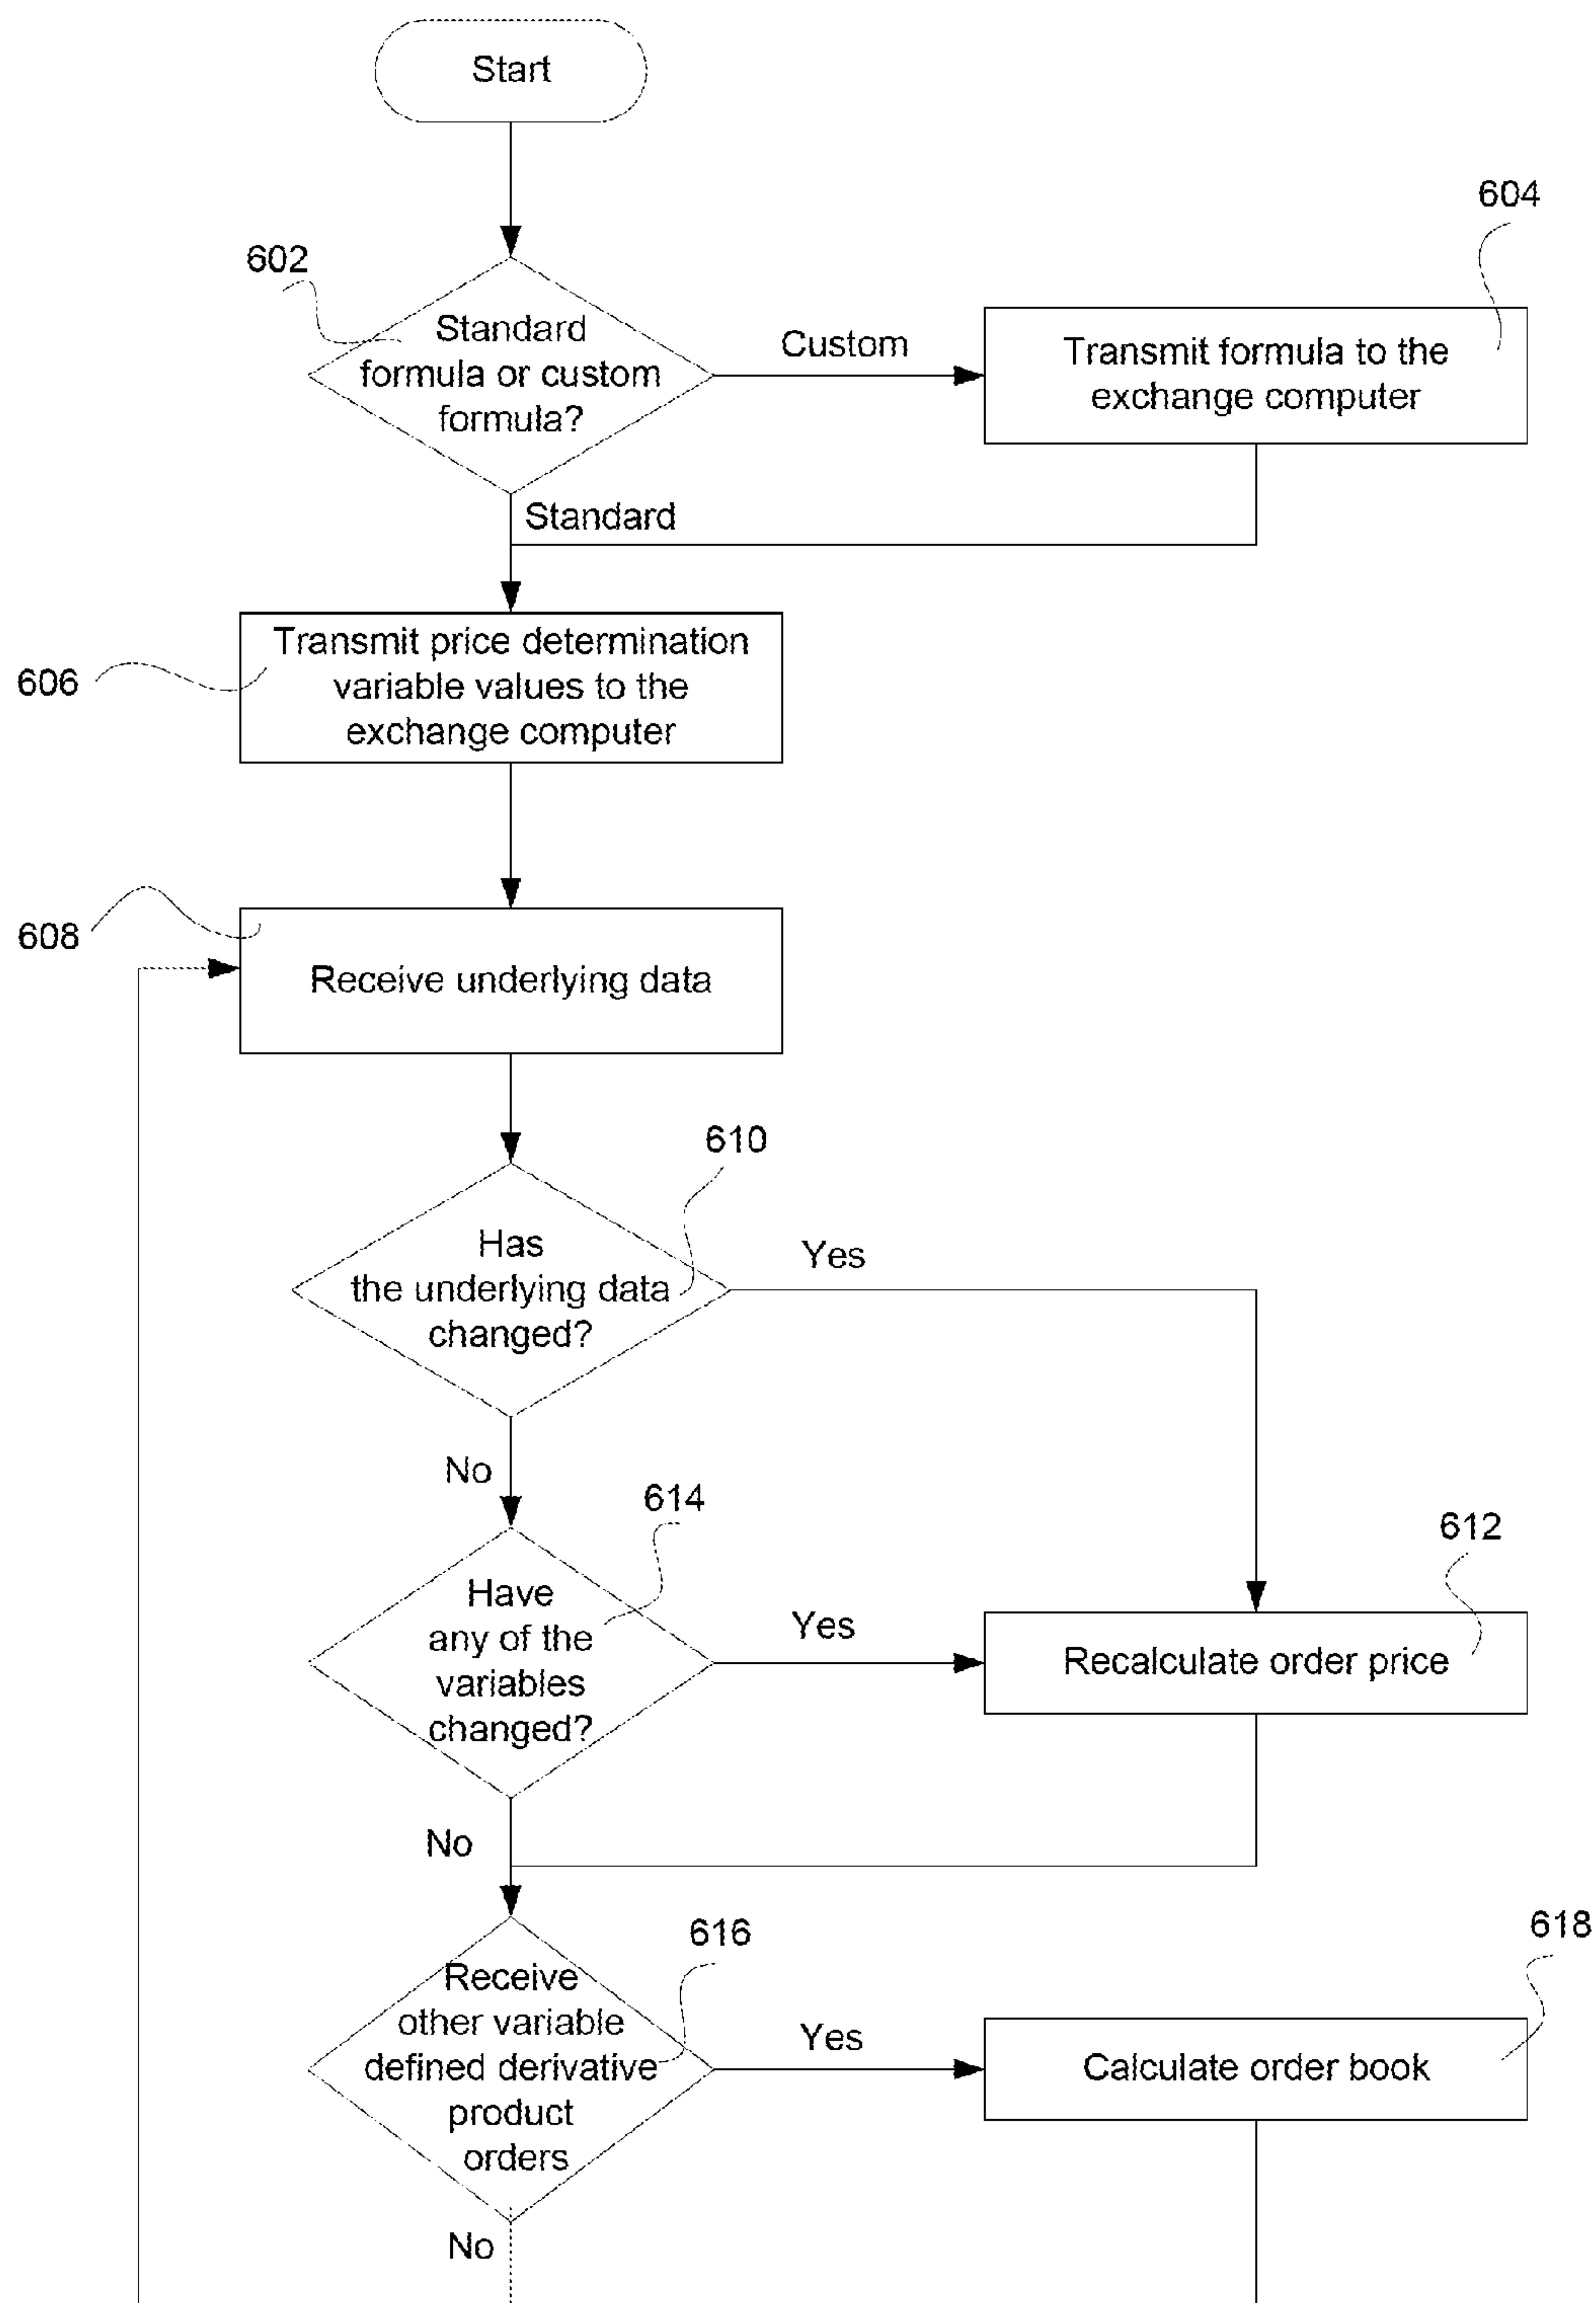 Start
604
602
Standard
formula or custom
formula?
Custom
Transmit formula to the
exchange computer
Standard
606
Transmit price determination
variable values to the
exchange computer
608
Receive underlying data
610
Has
the underlying data
changed?
Yes
No
614
612
Have
any of the
variables
changed?
Yes
Recalculate order price
No
616
618
Receive
other variable
defined derivative
product
orders
Yes
Calculate order book
No